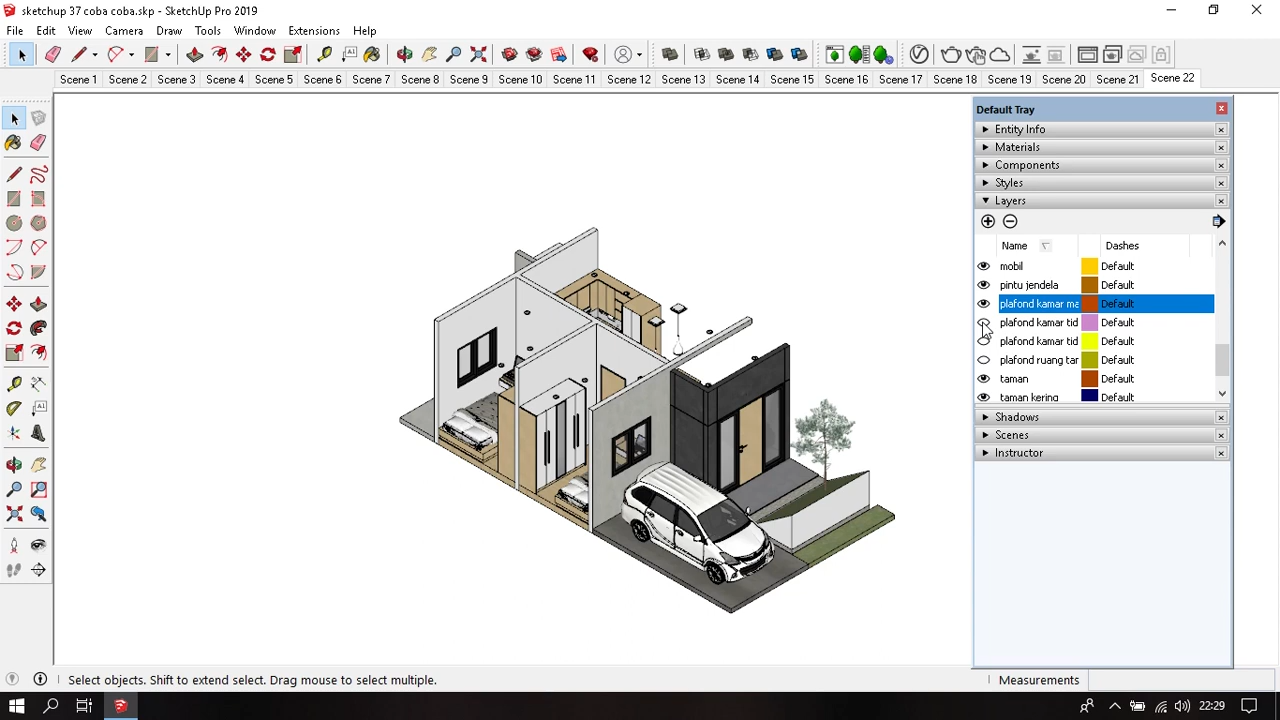 sketchup 37 coba coba.skp - SketchUp Pro 2019
File Edit View Camera Draw Tools Window Extensions Help
Scene 1 Scene 2 Scene 3 Scene 4 Scene 5 Scene 6 Scene 7 Scene 8 Scene 9 Scene 10 Scene 11 Scene 12 Scene 13 Scene 14 Scene 15 Scene 16 Scene 17 Scene 18 Scene 19 Scene 20 Scene 21 Scene 22
Default Tray
Entity Info
Materials
Components
Styles
Layers
Name Dashes
mobil Default
pintu jendela Default
plafond kamar ma Default
plafond kamar tid Default
plafond kamar tid Default
plafond ruang tar Default
taman Default
taman kering Default
Shadows
Scenes
Instructor
Select objects. Shift to extend select. Drag mouse to select multiple. Measurements
22:29